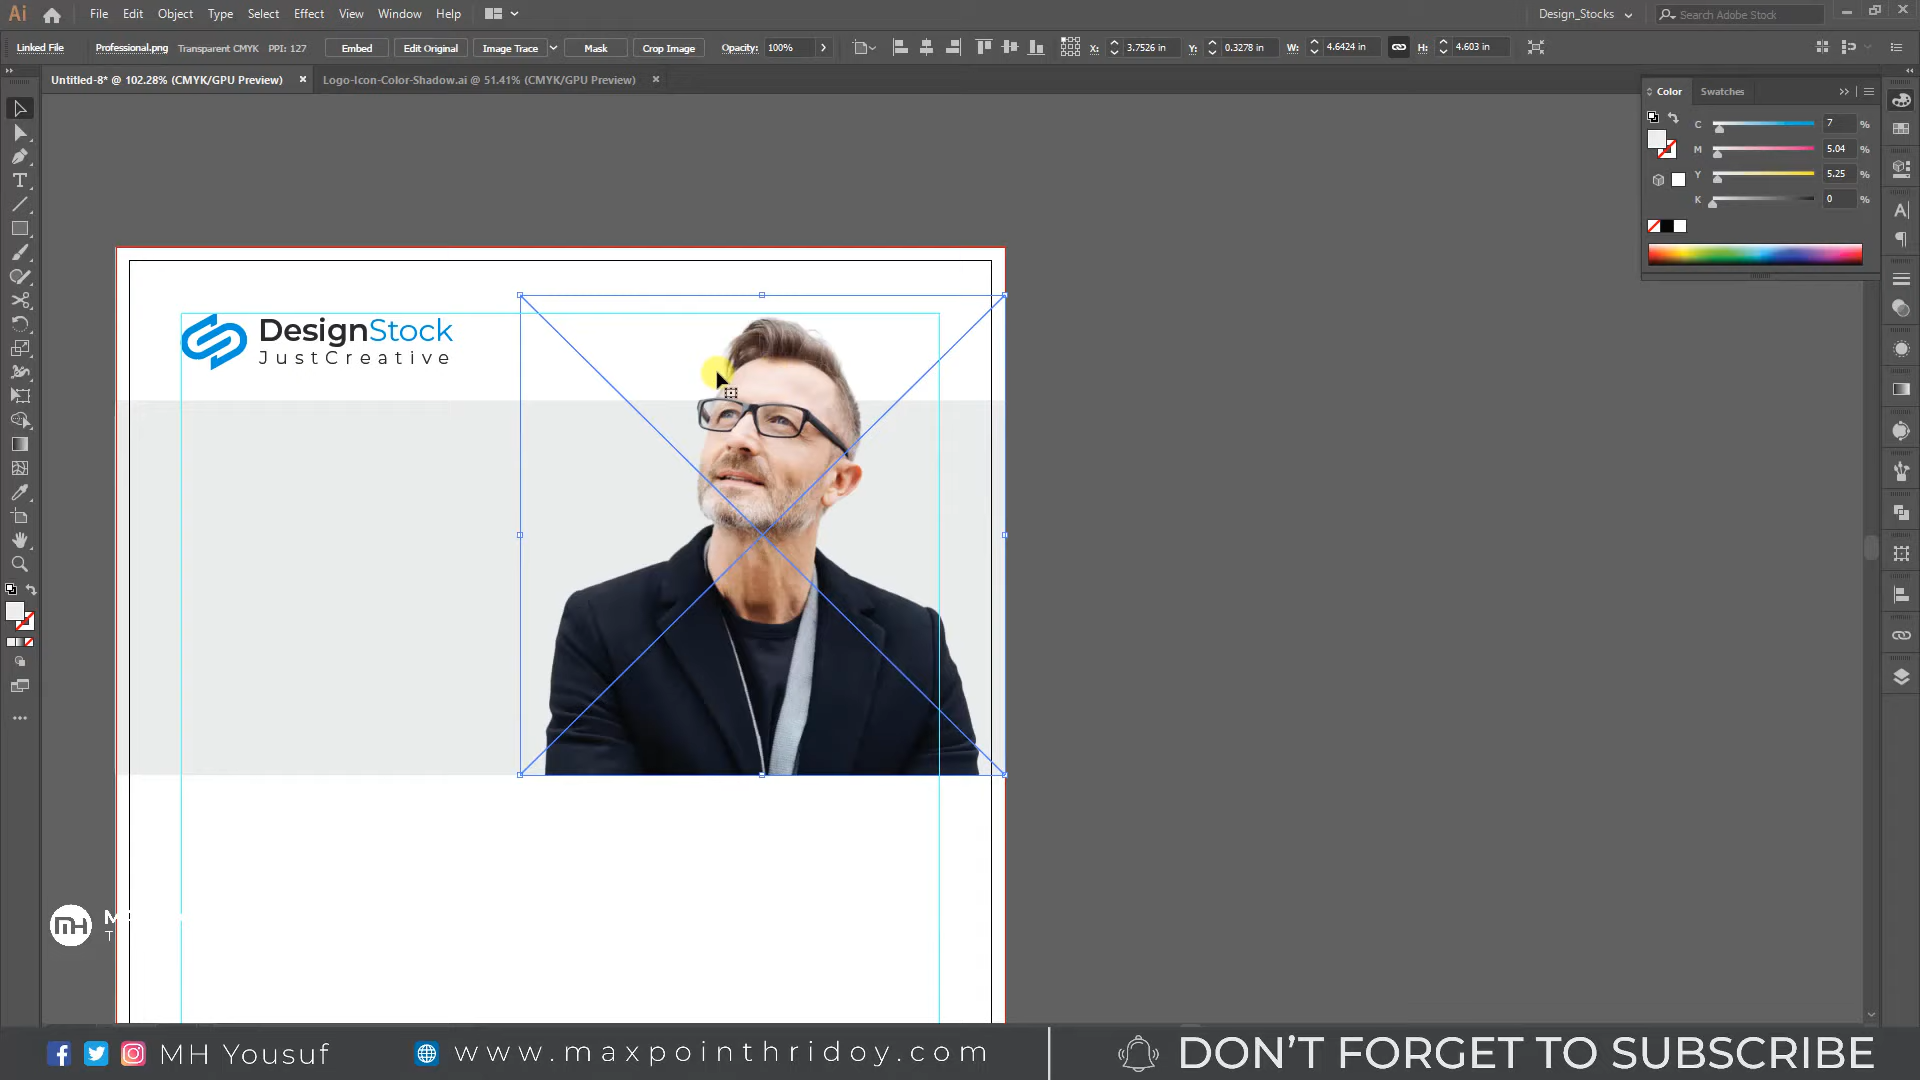 Ai File Edit Object Type Select Effect View Window Help Design_Stocks Search Adobe Stock
Linked File Professional.png Transparent CMYK PPI: 127 Embed Edit Original Image Trace Mask Crop Image Opacity: 100% X: 3.7526 in Y: 0.3278 in W: 4.6424 in H: 4.603 in
Untitled-8* @ 102.28% (CMYK/GPU Preview) × Logo-Icon-Color-Shadow.ai @ 51.41% (CMYK/GPU Preview) ×
Color Swatches
C 7 %
M 5.04 %
Y 5.25 %
K 0 %
DesignStock
JustCreative
MH
MH Yousuf www.maxpointhridoy.com DON'T FORGET TO SUBSCRIBE